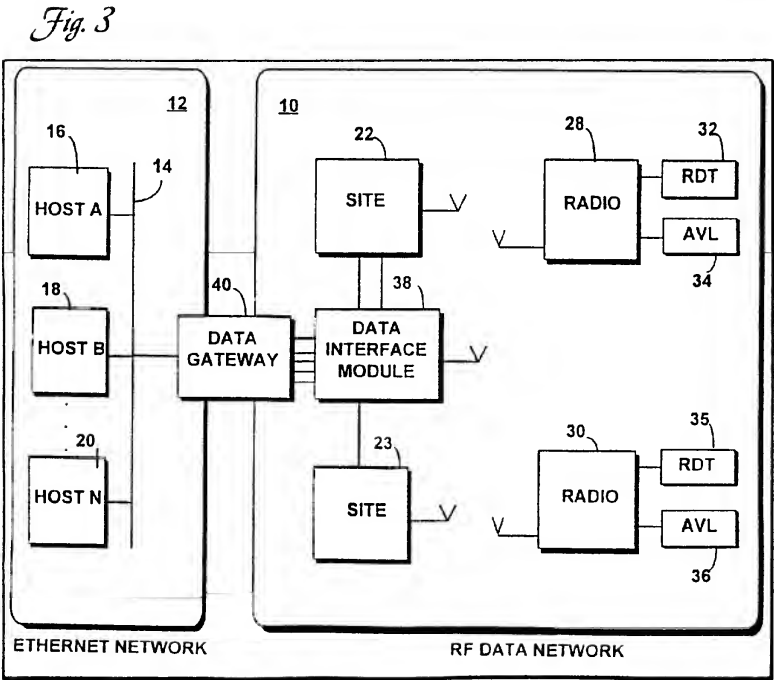 Fig. 3
12
10
16
14
HOST A
18
HOST B
20
HOST N
40
DATA
GATEWAY
22
SITE
38
DATA
INTERFACE
MODULE
23
SITE
28
RADIO
32
RDT
AVL
34
30
RADIO
35
RDT
AVL
36
ETHERNET NETWORK
RF DATA NETWORK